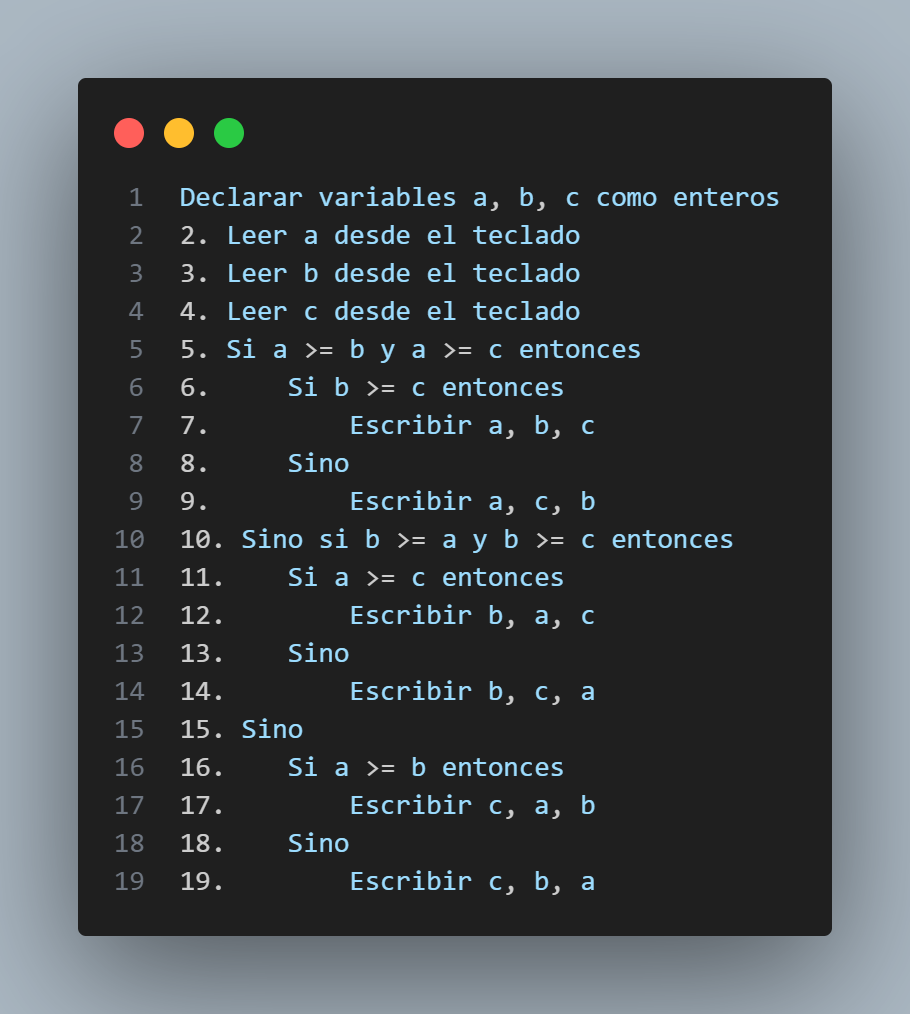 1 Declarar variables a, b, c como enteros
2 2. Leer a desde el teclado
3 3. Leer b desde el teclado
4 4. Leer c desde el teclado
5 5. Si a >= b y a >= c entonces
6 6.     Si b >= c entonces
7 7.         Escribir a, b, c
8 8.     Sino
9 9.         Escribir a, c, b
10 10. Sino si b >= a y b >= c entonces
11 11.    Si a >= c entonces
12 12.        Escribir b, a, c
13 13.    Sino
14 14.        Escribir b, c, a
15 15. Sino
16 16.    Si a >= b entonces
17 17.        Escribir c, a, b
18 18.    Sino
19 19.        Escribir c, b, a